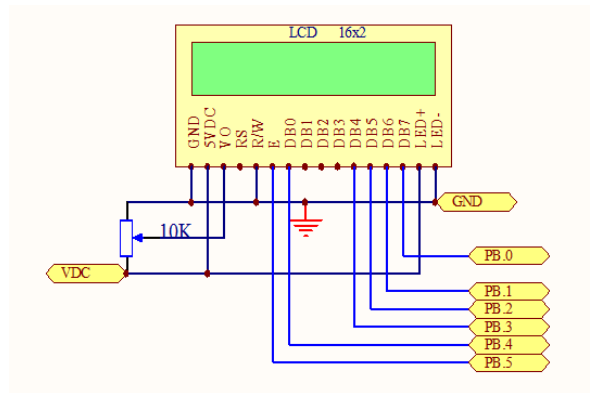 LCD 16x2
GND
5VDC
VO
RS
R/W
E
DB0
DB1
DB2
DB3
DB4
DB5
DB6
DB7
LED+
LED-
GND
10K
VDC
PB.0
PB.1
PB.2
PB.3
PB.4
PB.5